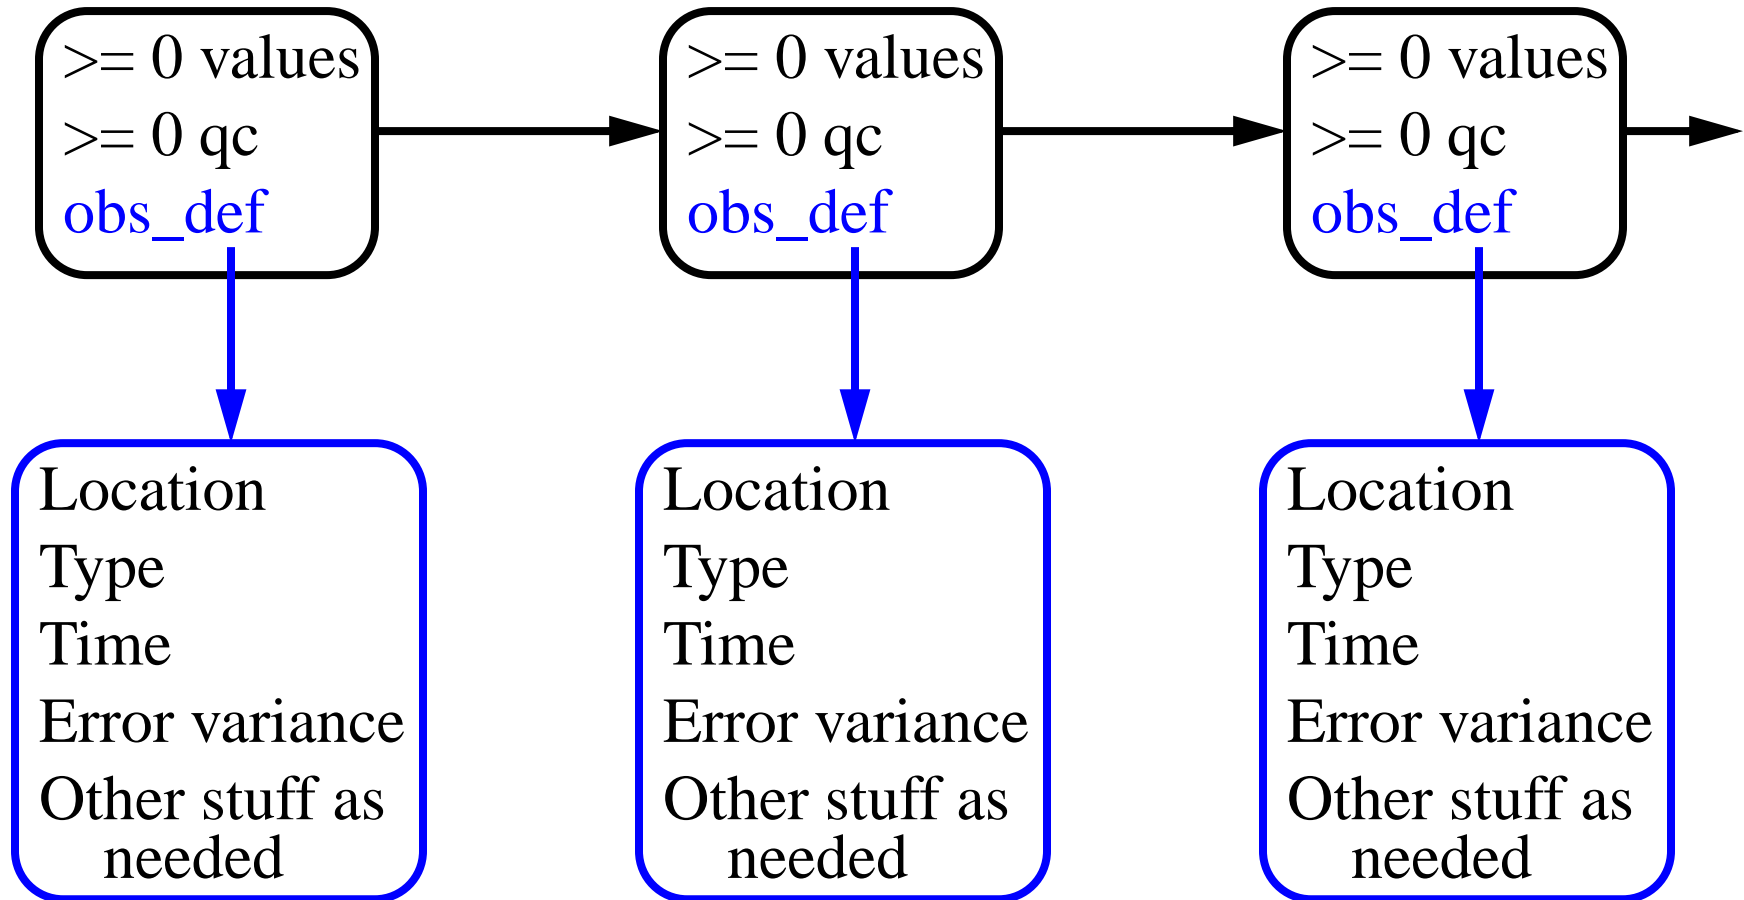 >= 0 values
>= 0 qc
obs_def
>= 0 values
>= 0 qc
obs_def
>= 0 values
>= 0 qc
obs_def
Location
Type
Time
Error variance
Other stuff as
needed
Location
Type
Time
Error variance
Other stuff as
needed
Location
Type
Time
Error variance
Other stuff as
needed